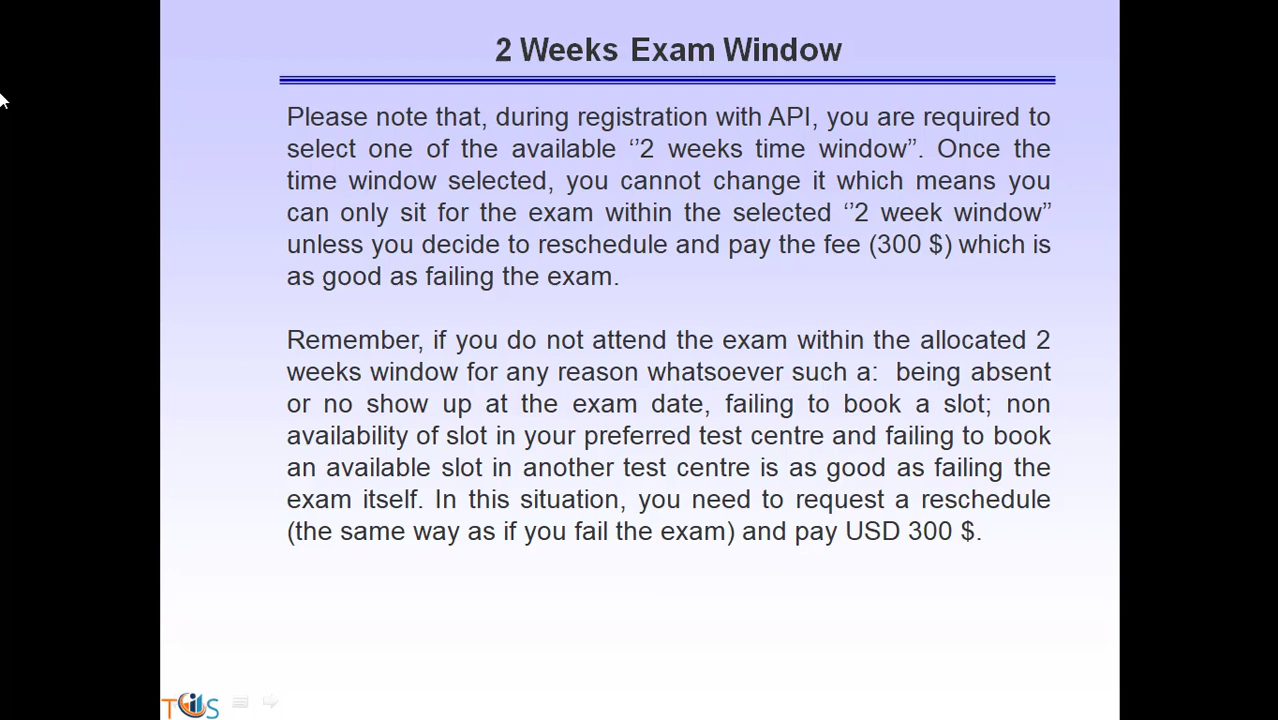 2 Weeks Exam Window
Please note that, during registration with API, you are required to
select one of the available ‘’2 weeks time window”. Once the
time window selected, you cannot change it which means you
can only sit for the exam within the selected ‘’2 week window”
unless you decide to reschedule and pay the fee (300 $) which is
as good as failing the exam.
Remember, if you do not attend the exam within the allocated 2
weeks window for any reason whatsoever such a:  being absent
or no show up at the exam date, failing to book a slot; non
availability of slot in your preferred test centre and failing to book
an available slot in another test centre is as good as failing the
exam itself. In this situation, you need to request a reschedule
(the same way as if you fail the exam) and pay USD 300 $.